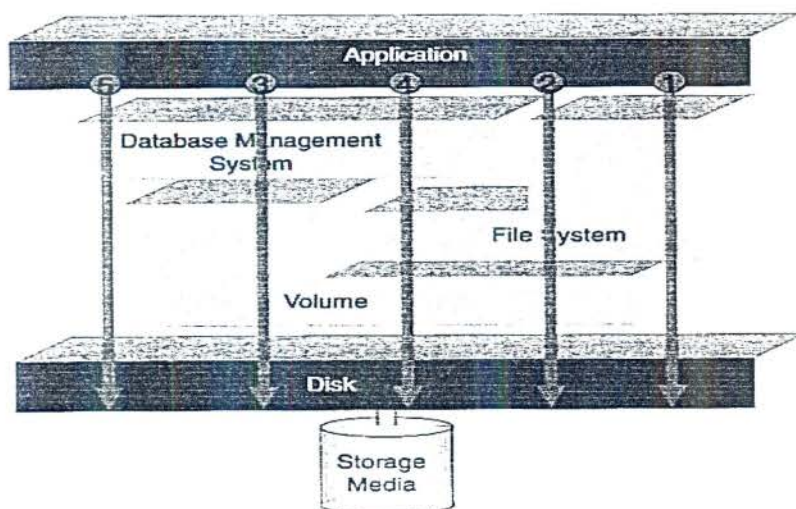 Application
5 3 4 2 1
Database Management
System
File System
Volume
Disk
Storage
Media